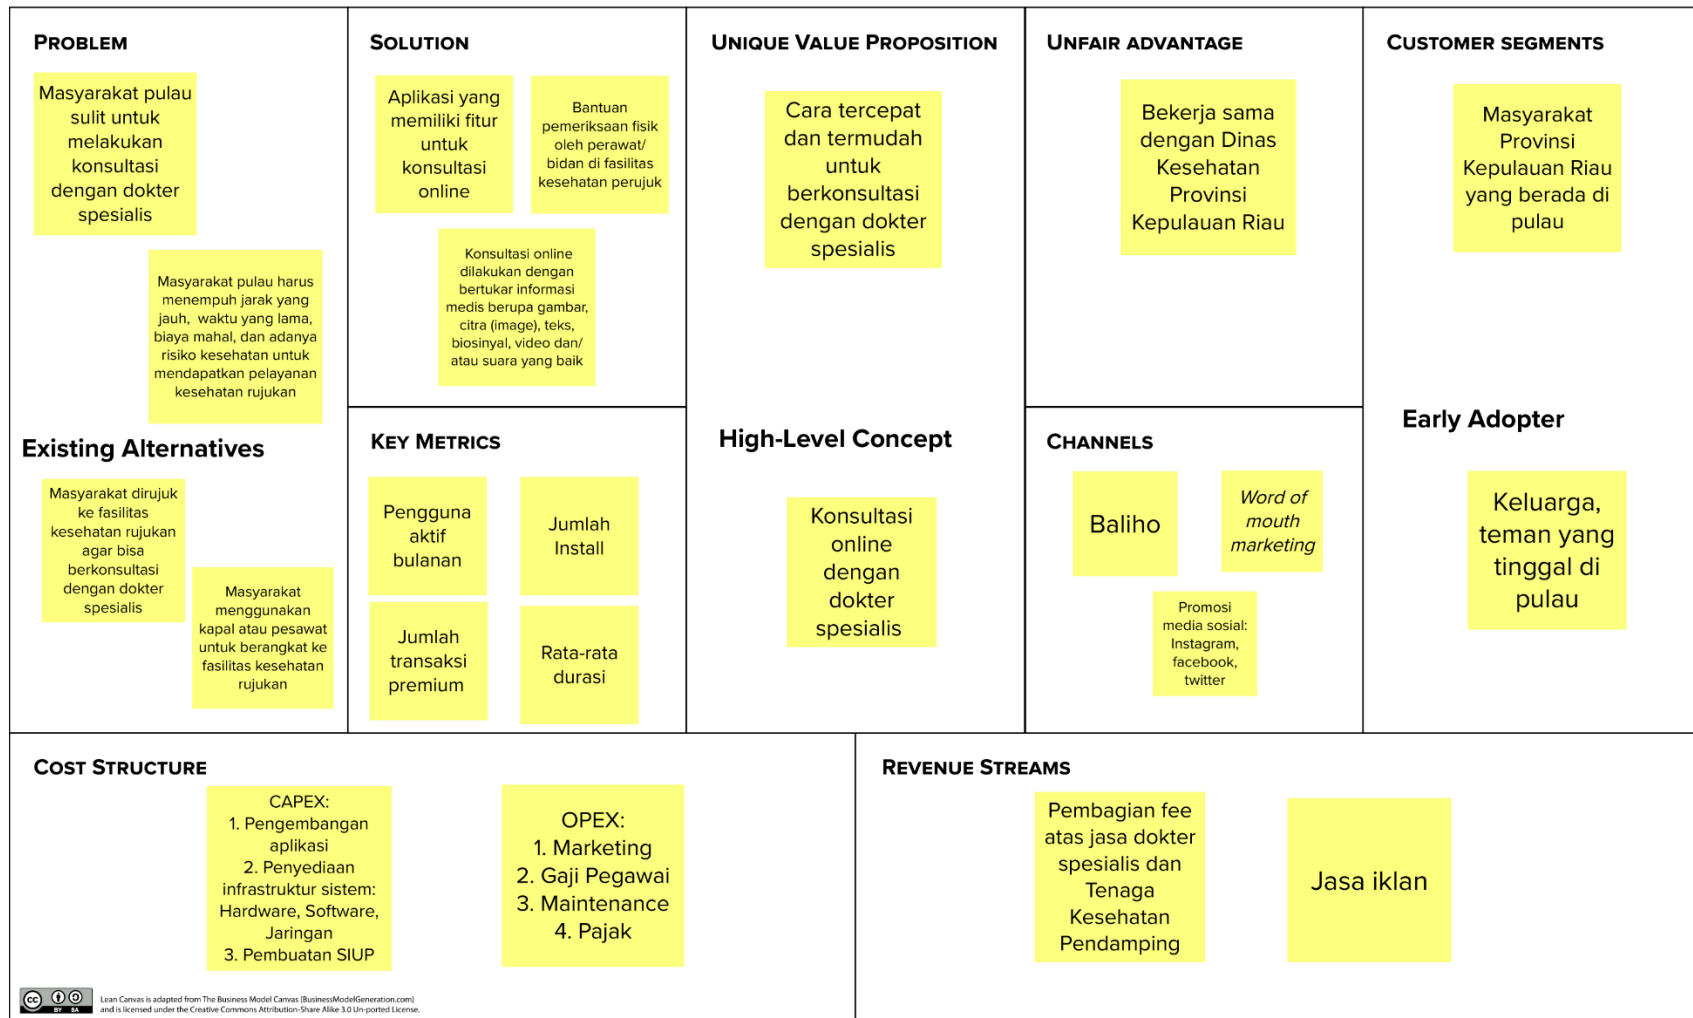 PROBLEM
Masyarakat pulau
sulit untuk
melakukan
konsultasi
dengan dokter
spesialis
Masyarakat pulau harus
menempuh jarak yang
jauh, waktu yang lama,
biaya mahal, dan adanya
risiko kesehatan untuk
mendapatkan pelayanan
kesehatan rujukan
Existing Alternatives
Masyarakat dirujuk
ke fasilitas
kesehatan rujukan
agar bisa
berkonsultasi
dengan dokter
spesialis
Masyarakat
menggunakan
kapal atau pesawat
untuk berangkat ke
fasilitas kesehatan
rujukan
SOLUTION
Aplikasi yang
memiliki fitur
untuk
konsultasi
online
Bantuan
pemeriksaan fisik
oleh perawat/
bidan di fasilitas
kesehatan perujuk
Konsultasi online
dilakukan dengan
bertukar informasi
medis berupa gambar,
citra (image), teks,
biosinyal, video dan/
atau suara yang baik
KEY METRICS
Pengguna
aktif
bulanan
Jumlah
Install
Jumlah
transaksi
premium
Rata-rata
durasi
UNIQUE VALUE PROPOSITION
Cara tercepat
dan termudah
untuk
berkonsultasi
dengan dokter
spesialis
High-Level Concept
Konsultasi
online
dengan
dokter
spesialis
UNFAIR ADVANTAGE
Bekerja sama
dengan Dinas
Kesehatan
Provinsi
Kepulauan Riau
CHANNELS
Baliho
Word of
mouth
marketing
Promosi
media sosial:
Instagram,
facebook,
twitter
CUSTOMER SEGMENTS
Masyarakat
Provinsi
Kepulauan Riau
yang berada di
pulau
Early Adopter
Keluarga,
teman yang
tinggal di
pulau
COST STRUCTURE
CAPEX:
1. Pengembangan
aplikasi
2. Penyediaan
infrastruktur sistem:
Hardware, Software,
Jaringan
3. Pembuatan SIUP
OPEX:
1. Marketing
2. Gaji Pegawai
3. Maintenance
4. Pajak
REVENUE STREAMS
Pembagian fee
atas jasa dokter
spesialis dan
Tenaga
Kesehatan
Pendamping
Jasa iklan
cc
BY SA
Lean Canvas is adapted from The Business Model Canvas (BusinessModelGeneration.com)
and is licensed under the Creative Commons Attribution-Share Alike 3.0 Un-ported License.